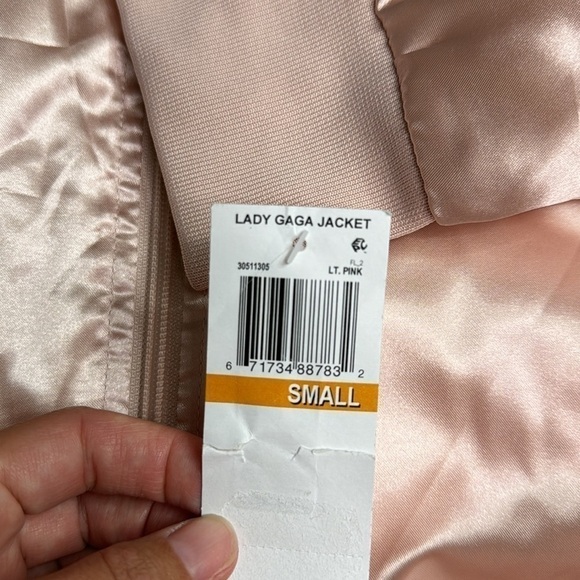 LADY GAGA JACKET
FL_2
30511305 LT. PINK
6 71734 88783 2
SMALL